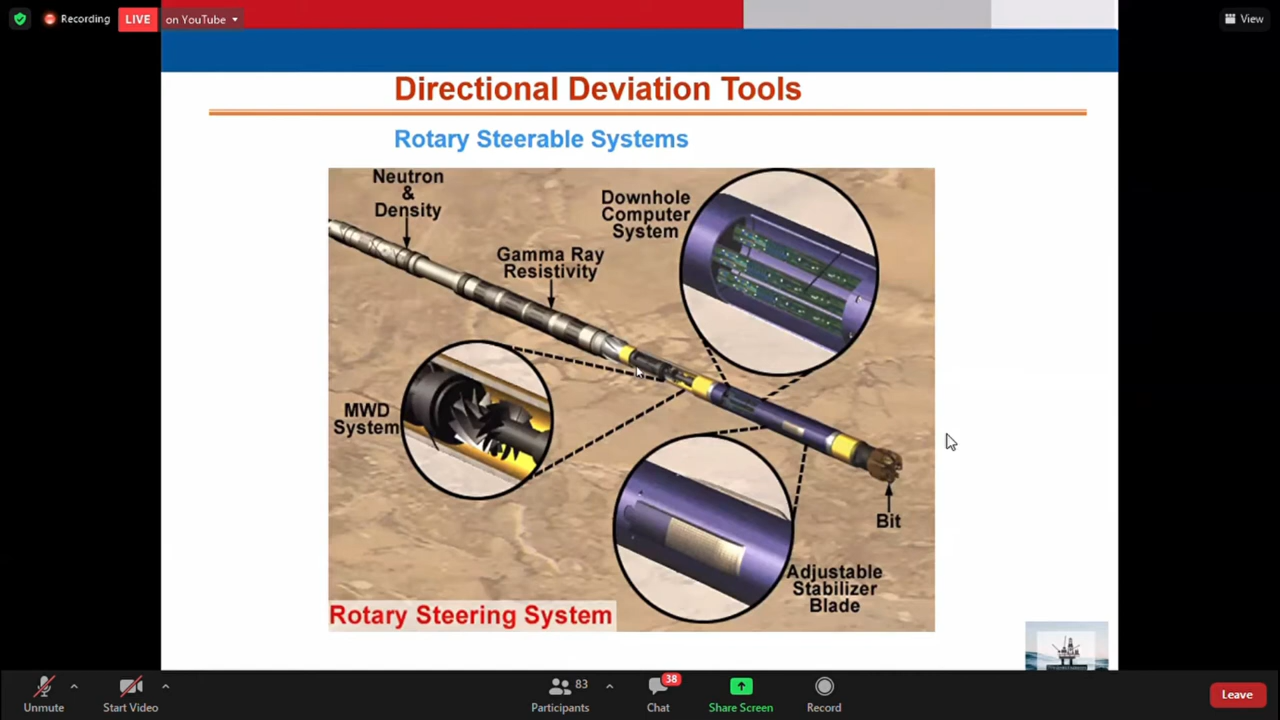 Recording
LIVE
on YouTube
View
Directional Deviation Tools
Rotary Steerable Systems
Neutron
&
Density
Downhole
Computer
System
Gamma Ray
Resistivity
MWD
System
Bit
Adjustable
Stabilizer
Blade
Rotary Steering System
Unmute
Start Video
83
Participants
38
Chat
Share Screen
Record
Leave